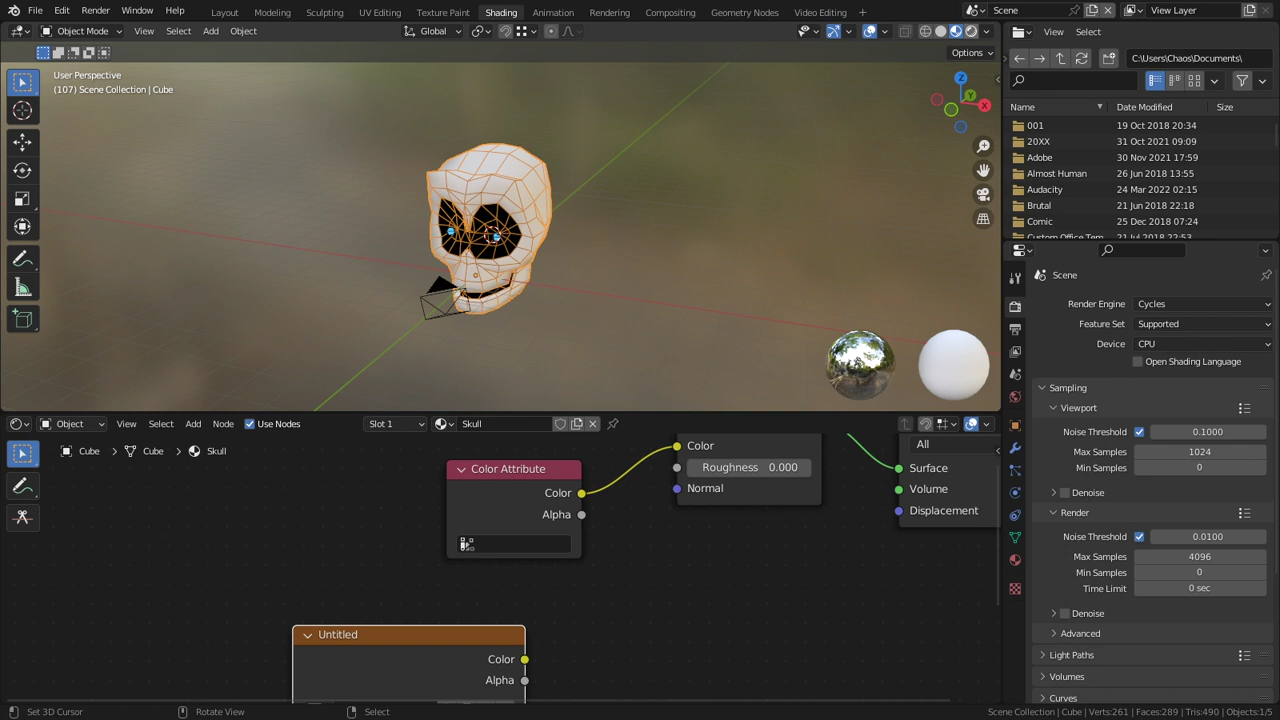 File Edit Render Window Help Layout Modeling Sculpting UV Editing Texture Paint Shading Animation Rendering Compositing Geometry Nodes Video Editing + Scene View Layer
Object Mode View Select Add Object Global
Options
User Perspective
(107) Scene Collection | Cube
Z
Y
X
View Select
C:\Users\Chaos\Documents\
Name Date Modified Size
001 19 Oct 2018 20:34
20XX 31 Oct 2021 09:09
Adobe 30 Nov 2021 17:59
Almost Human 26 Jun 2018 13:55
Audacity 24 Mar 2022 02:15
Brutal 21 Jun 2018 22:18
Comic 25 Dec 2018 07:24
Scene
Render Engine Cycles
Feature Set Supported
Device CPU
Open Shading Language
Sampling
Viewport
Noise Threshold 0.1000
Max Samples 1024
Min Samples 0
Denoise
Render
Noise Threshold 0.0100
Max Samples 4096
Min Samples 0
Time Limit 0 sec
Denoise
Advanced
Light Paths
Volumes
Curves
Object View Select Add Node Use Nodes Slot 1 Skull
Cube Cube Skull
Color Attribute
Color
Alpha
Color
Roughness 0.000
Normal
All
Surface
Volume
Displacement
Untitled
Color
Alpha
Set 3D Cursor Rotate View Select Scene Collection | Cube | Verts:261 | Faces:289 | Tris:490 | Objects:1/5